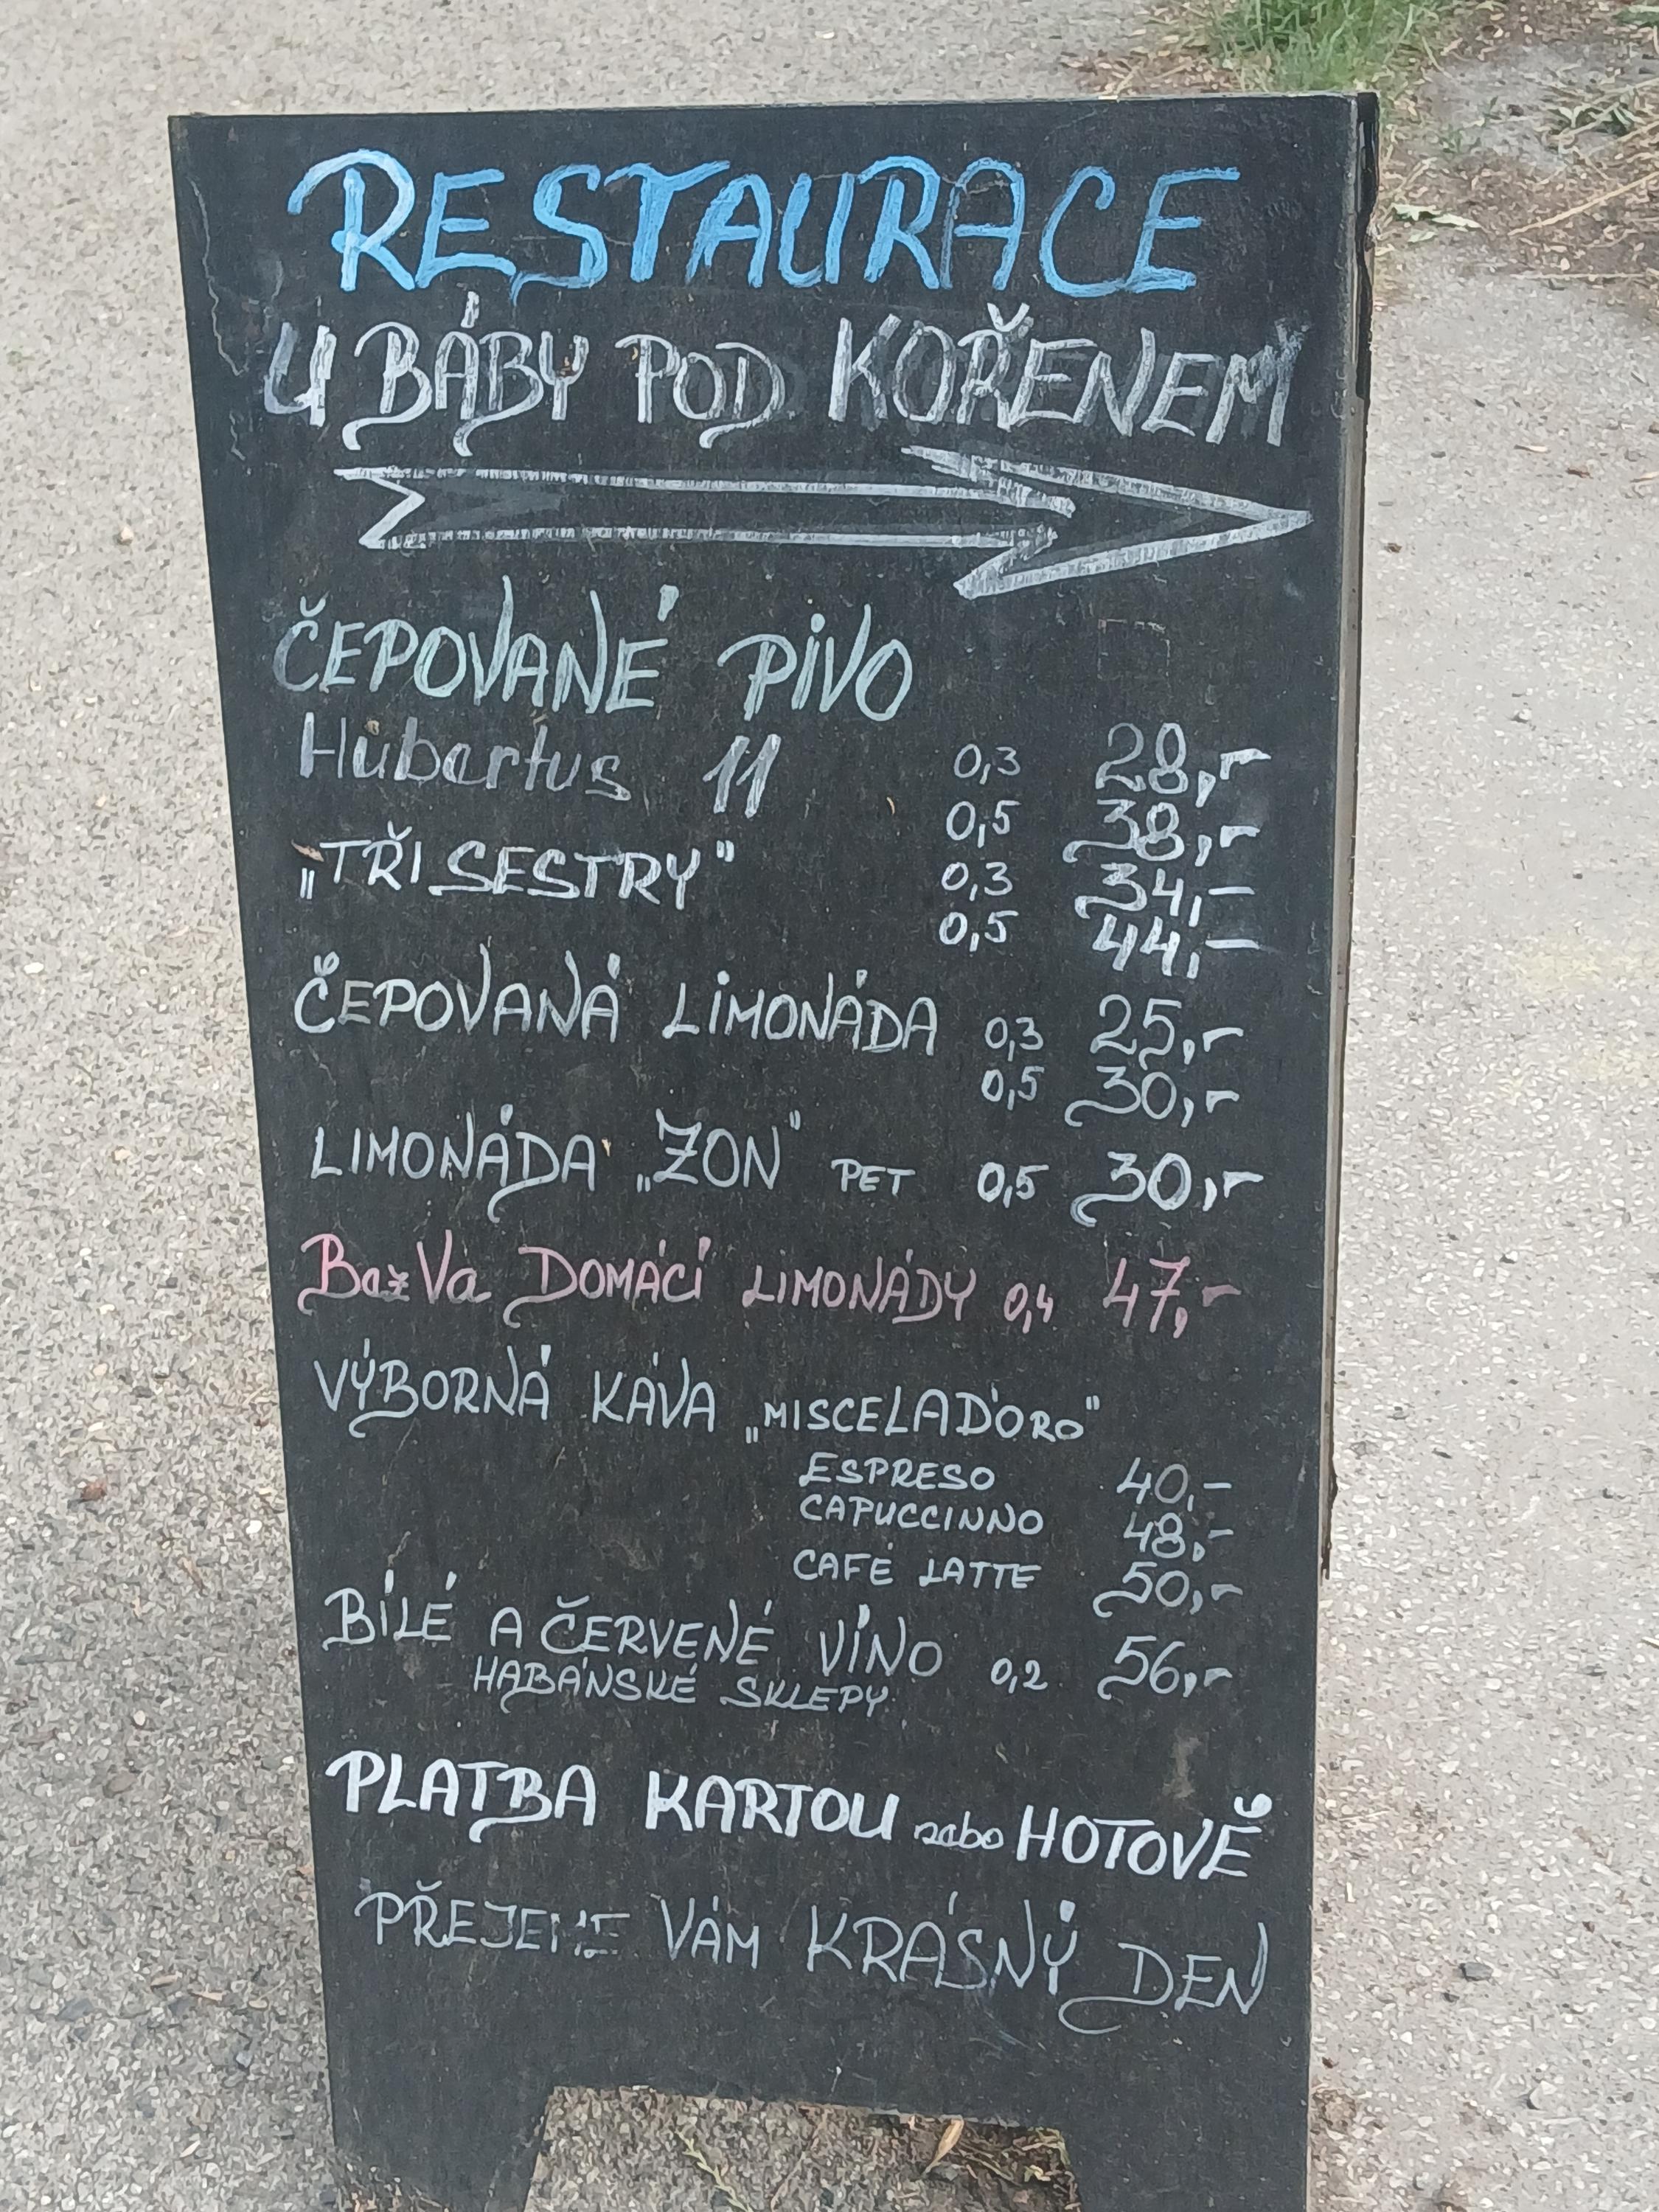 RESTAURACE
U BÁBY POD KOŘENEM
ČEPOVANÉ PIVO
Hubertus 11 0,3 28,-
0,5 38,-
„TŘI SESTRY" 0,3 34,-
0,5 44,-
ČEPOVANÁ LIMONÁDA 0,3 25,-
0,5 30,-
LIMONÁDA „ZON" PET 0,5 30,-
BazVa DOMÁCÍ LIMONÁDY 0,4 47,-
VÝBORNÁ KÁVA „MISCELAD'ORO"
ESPRESO 40,-
CAPUCCINNO 48,-
CAFÉ LATTE 50,-
BÍLÉ A ČERVENÉ VÍNO 0,2 56,-
HABÁNSKÉ SKLEPY
PLATBA KARTOU nebo HOTOVĚ
PŘEJEME VÁM KRÁSNÝ DEN